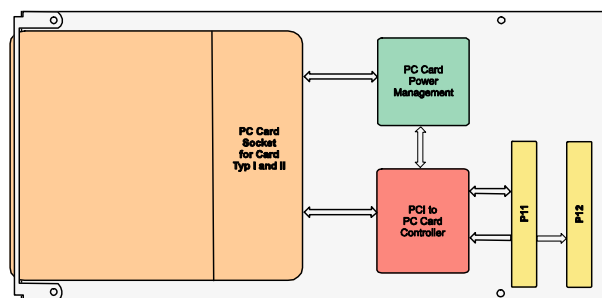 PC Card
Socket
for Card
Typ I and II
PC Card
Power
Management
PCI to
PC Card
Controller
P11
P12